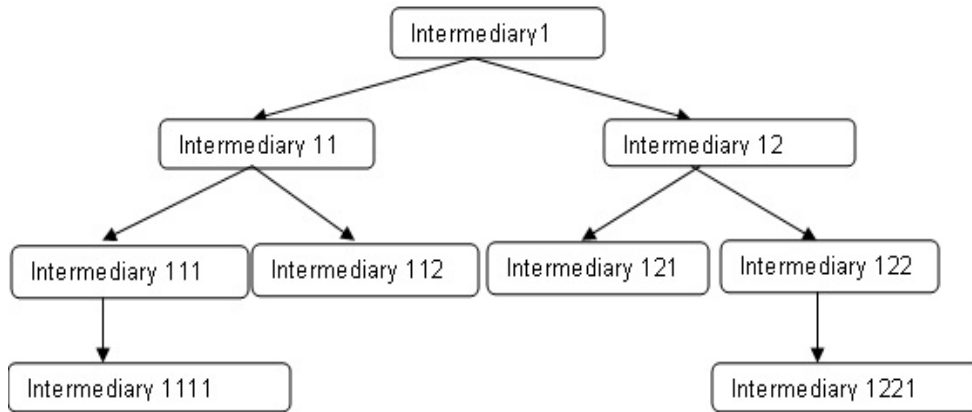 Intermediary1
Intermediary 11
Intermediary 12
Intermediary 111
Intermediary 112
Intermediary 121
Intermediary 122
Intermediary 1111
Intermediary 1221